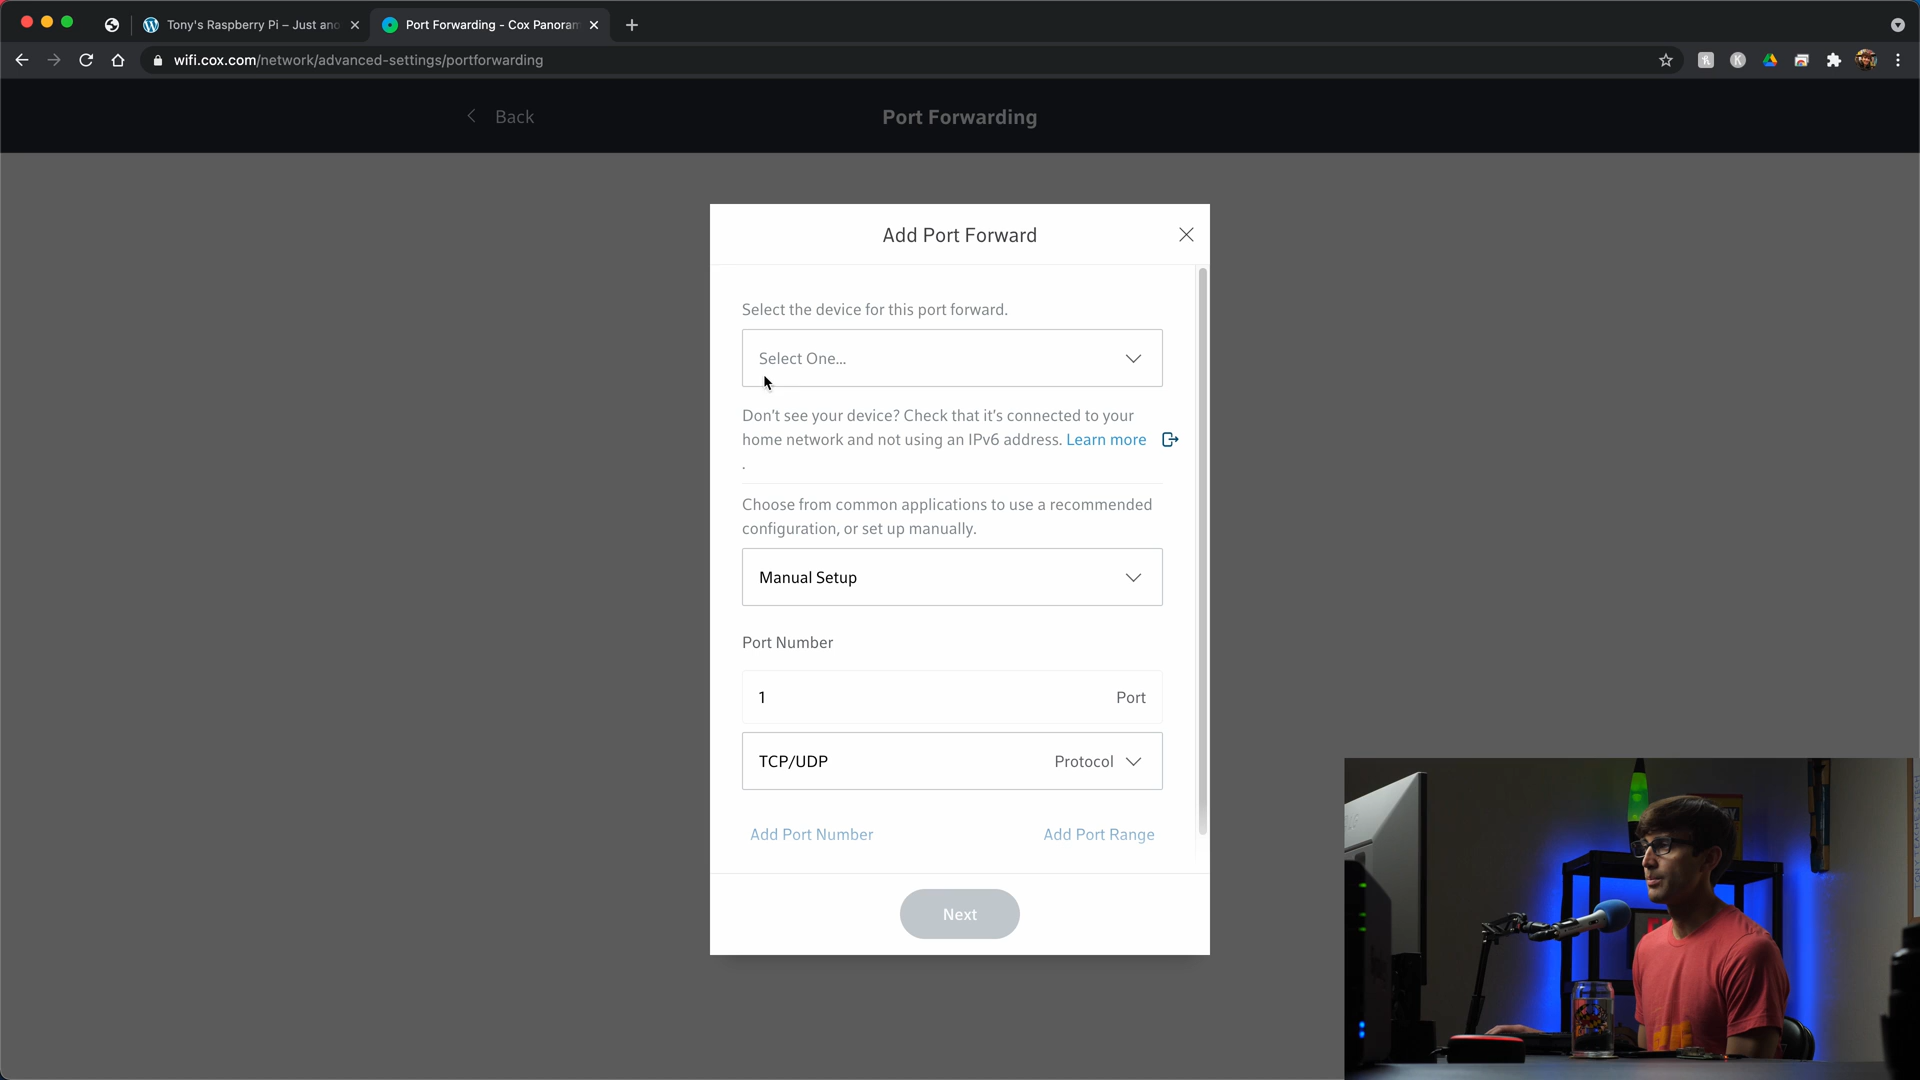 Tony's Raspberry Pi – Just ano
Port Forwarding - Cox Panoram
wifi.cox.com/network/advanced-settings/portforwarding
Back
Port Forwarding
Add Port Forward
Select the device for this port forward.
Select One...
Don't see your device? Check that it's connected to your
home network and not using an IPv6 address. Learn more
.
Choose from common applications to use a recommended
configuration, or set up manually.
Manual Setup
Port Number
1 Port
TCP/UDP Protocol
Add Port Number Add Port Range
Next